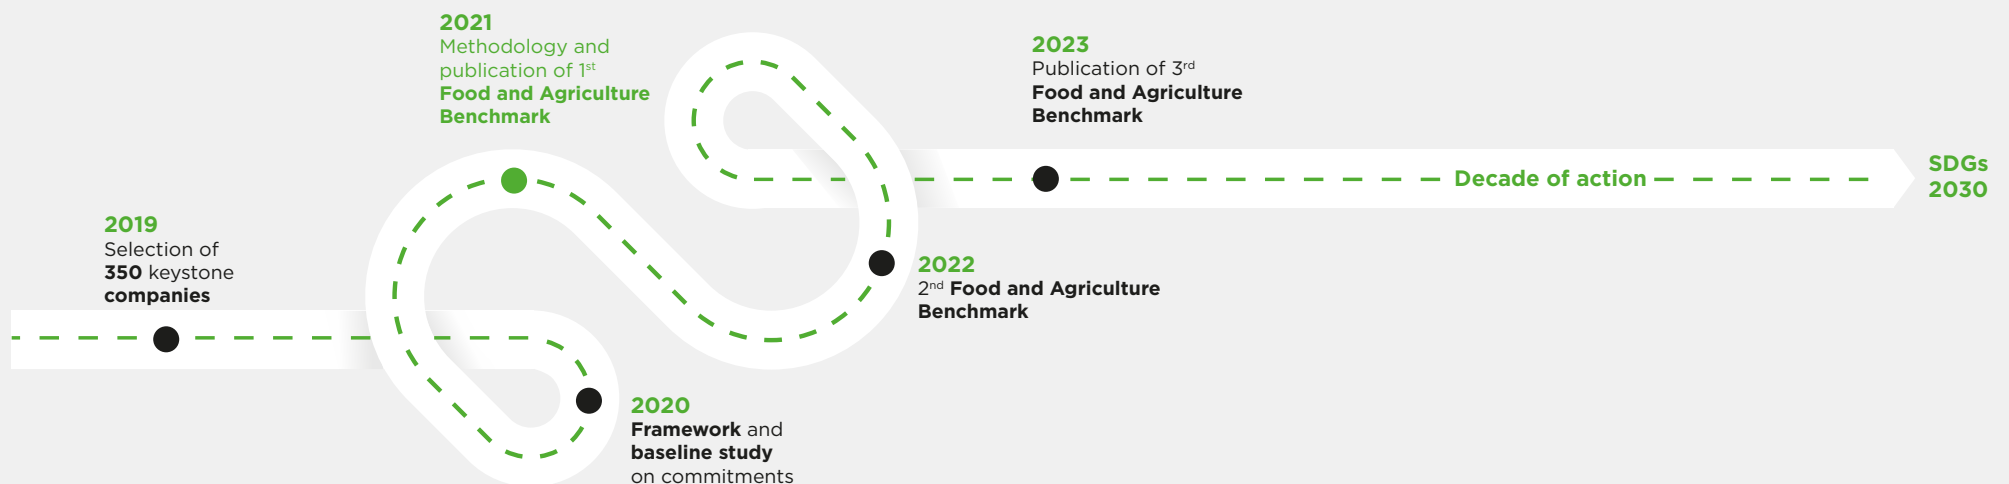 2019
Selection of
350 keystone
companies
2020
Framework and
baseline study
on commitments
2021
Methodology and
publication of 1st
Food and Agriculture
Benchmark
2022
2nd Food and Agriculture
Benchmark
2023
Publication of 3rd
Food and Agriculture
Benchmark
Decade of action
SDGs
2030